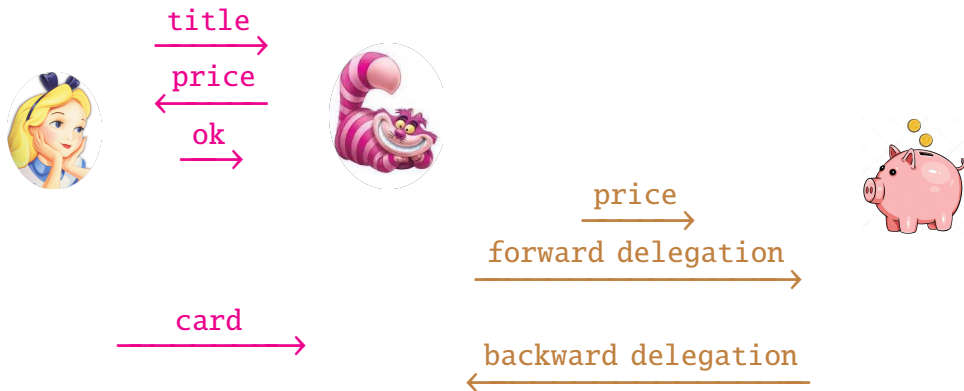 title
price
ok
price
forward delegation
card
backward delegation